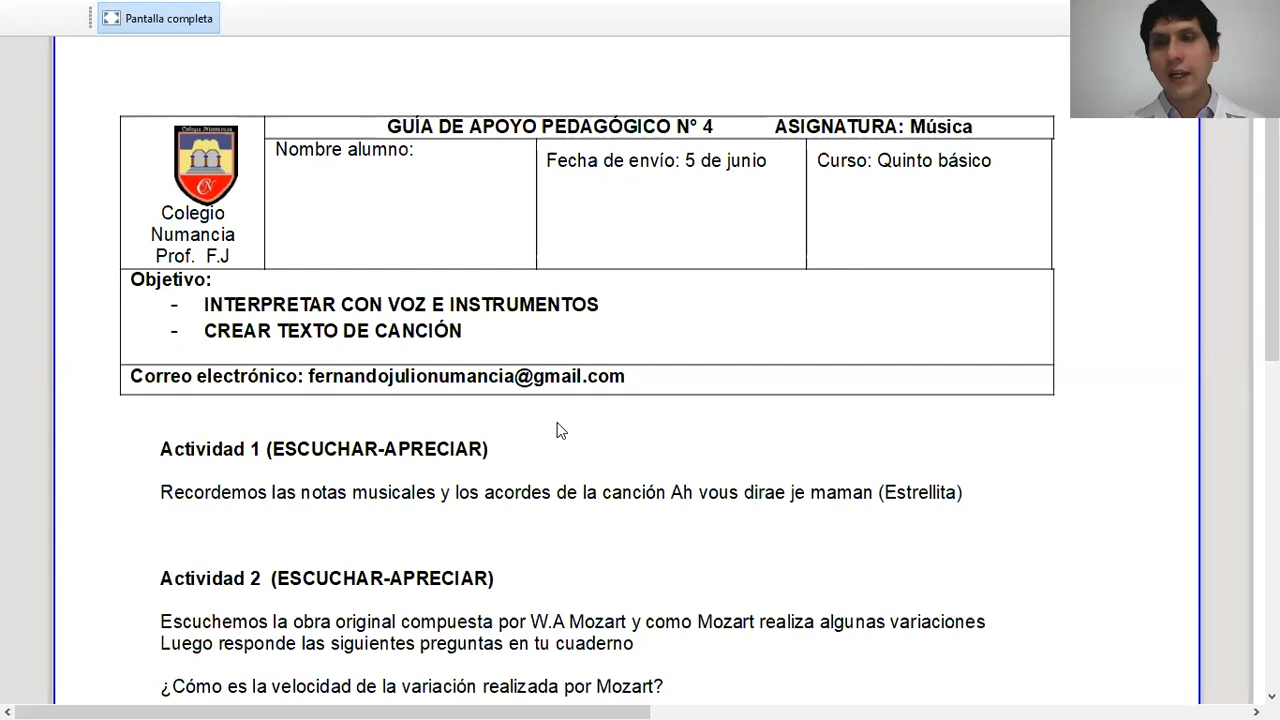 Pantalla completa
GUÍA DE APOYO PEDAGÓGICO N° 4 ASIGNATURA: Música
Nombre alumno:
Fecha de envío: 5 de junio
Curso: Quinto básico
Colegio Numancia
CN
Colegio
Numancia
Prof. F.J
Objetivo:
- INTERPRETAR CON VOZ E INSTRUMENTOS
- CREAR TEXTO DE CANCIÓN
Correo electrónico: fernandojulionumancia@gmail.com
Actividad 1 (ESCUCHAR-APRECIAR)
Recordemos las notas musicales y los acordes de la canción Ah vous dirae je maman (Estrellita)
Actividad 2 (ESCUCHAR-APRECIAR)
Escuchemos la obra original compuesta por W.A Mozart y como Mozart realiza algunas variaciones
Luego responde las siguientes preguntas en tu cuaderno
¿Cómo es la velocidad de la variación realizada por Mozart?